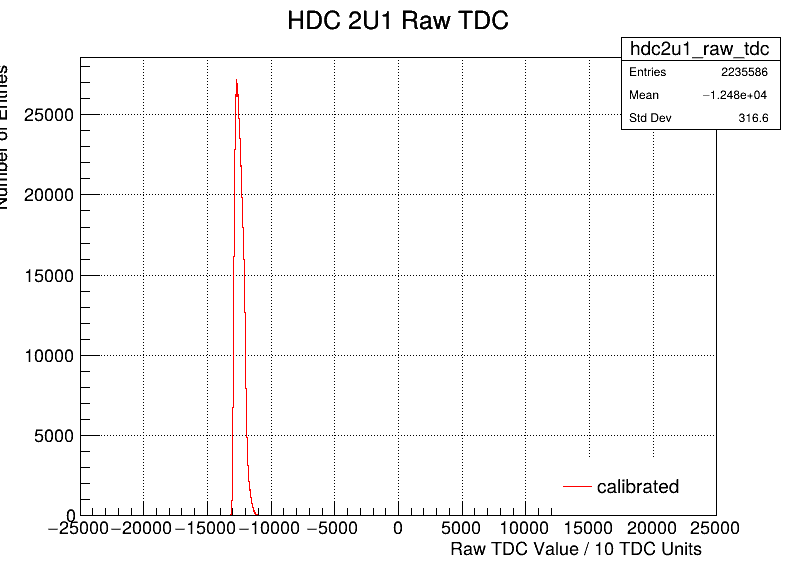 HDC 2U1 Raw TDC
hdc2u1_raw_tdc
Entries 2235586
Mean −1.248e+04
Std Dev 316.6
Number of Entries
25000
20000
15000
10000
5000
0
−25000 −20000 −15000 −10000 −5000 0 5000 10000 15000 20000 25000
calibrated
Raw TDC Value / 10 TDC Units